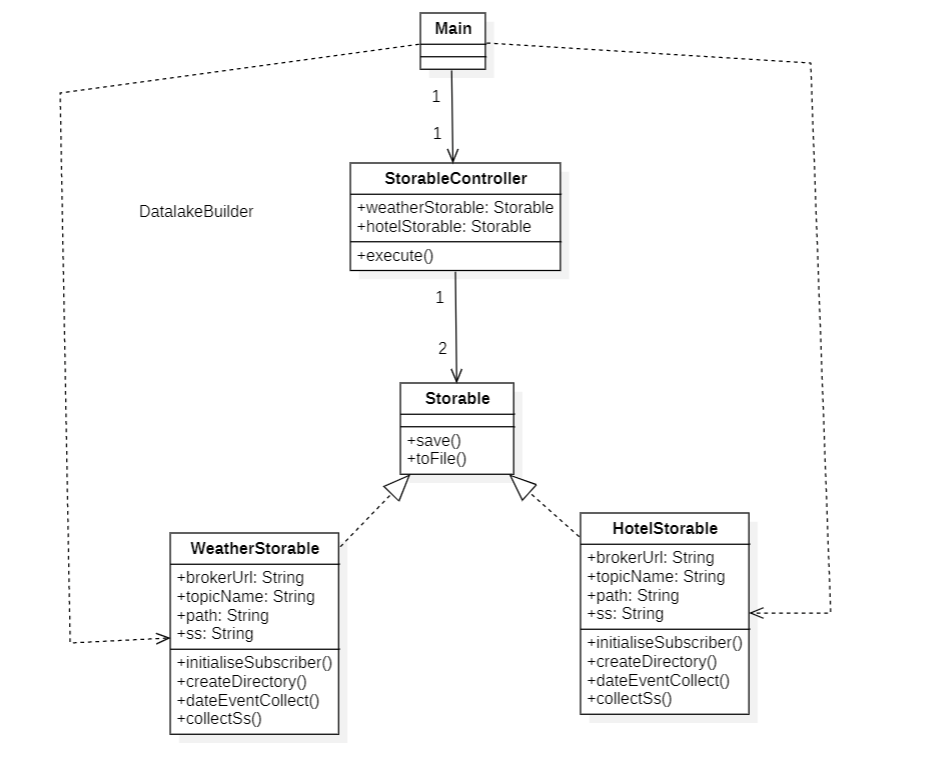 Main
1
1
StorableController
+weatherStorable: Storable
+hotelStorable: Storable
+execute()
DatalakeBuilder
1
2
Storable
+save()
+toFile()
WeatherStorable
+brokerUrl: String
+topicName: String
+path: String
+ss: String
+initialiseSubscriber()
+createDirectory()
+dateEventCollect()
+collectSs()
HotelStorable
+brokerUrl: String
+topicName: String
+path: String
+ss: String
+initialiseSubscriber()
+createDirectory()
+dateEventCollect()
+collectSs()